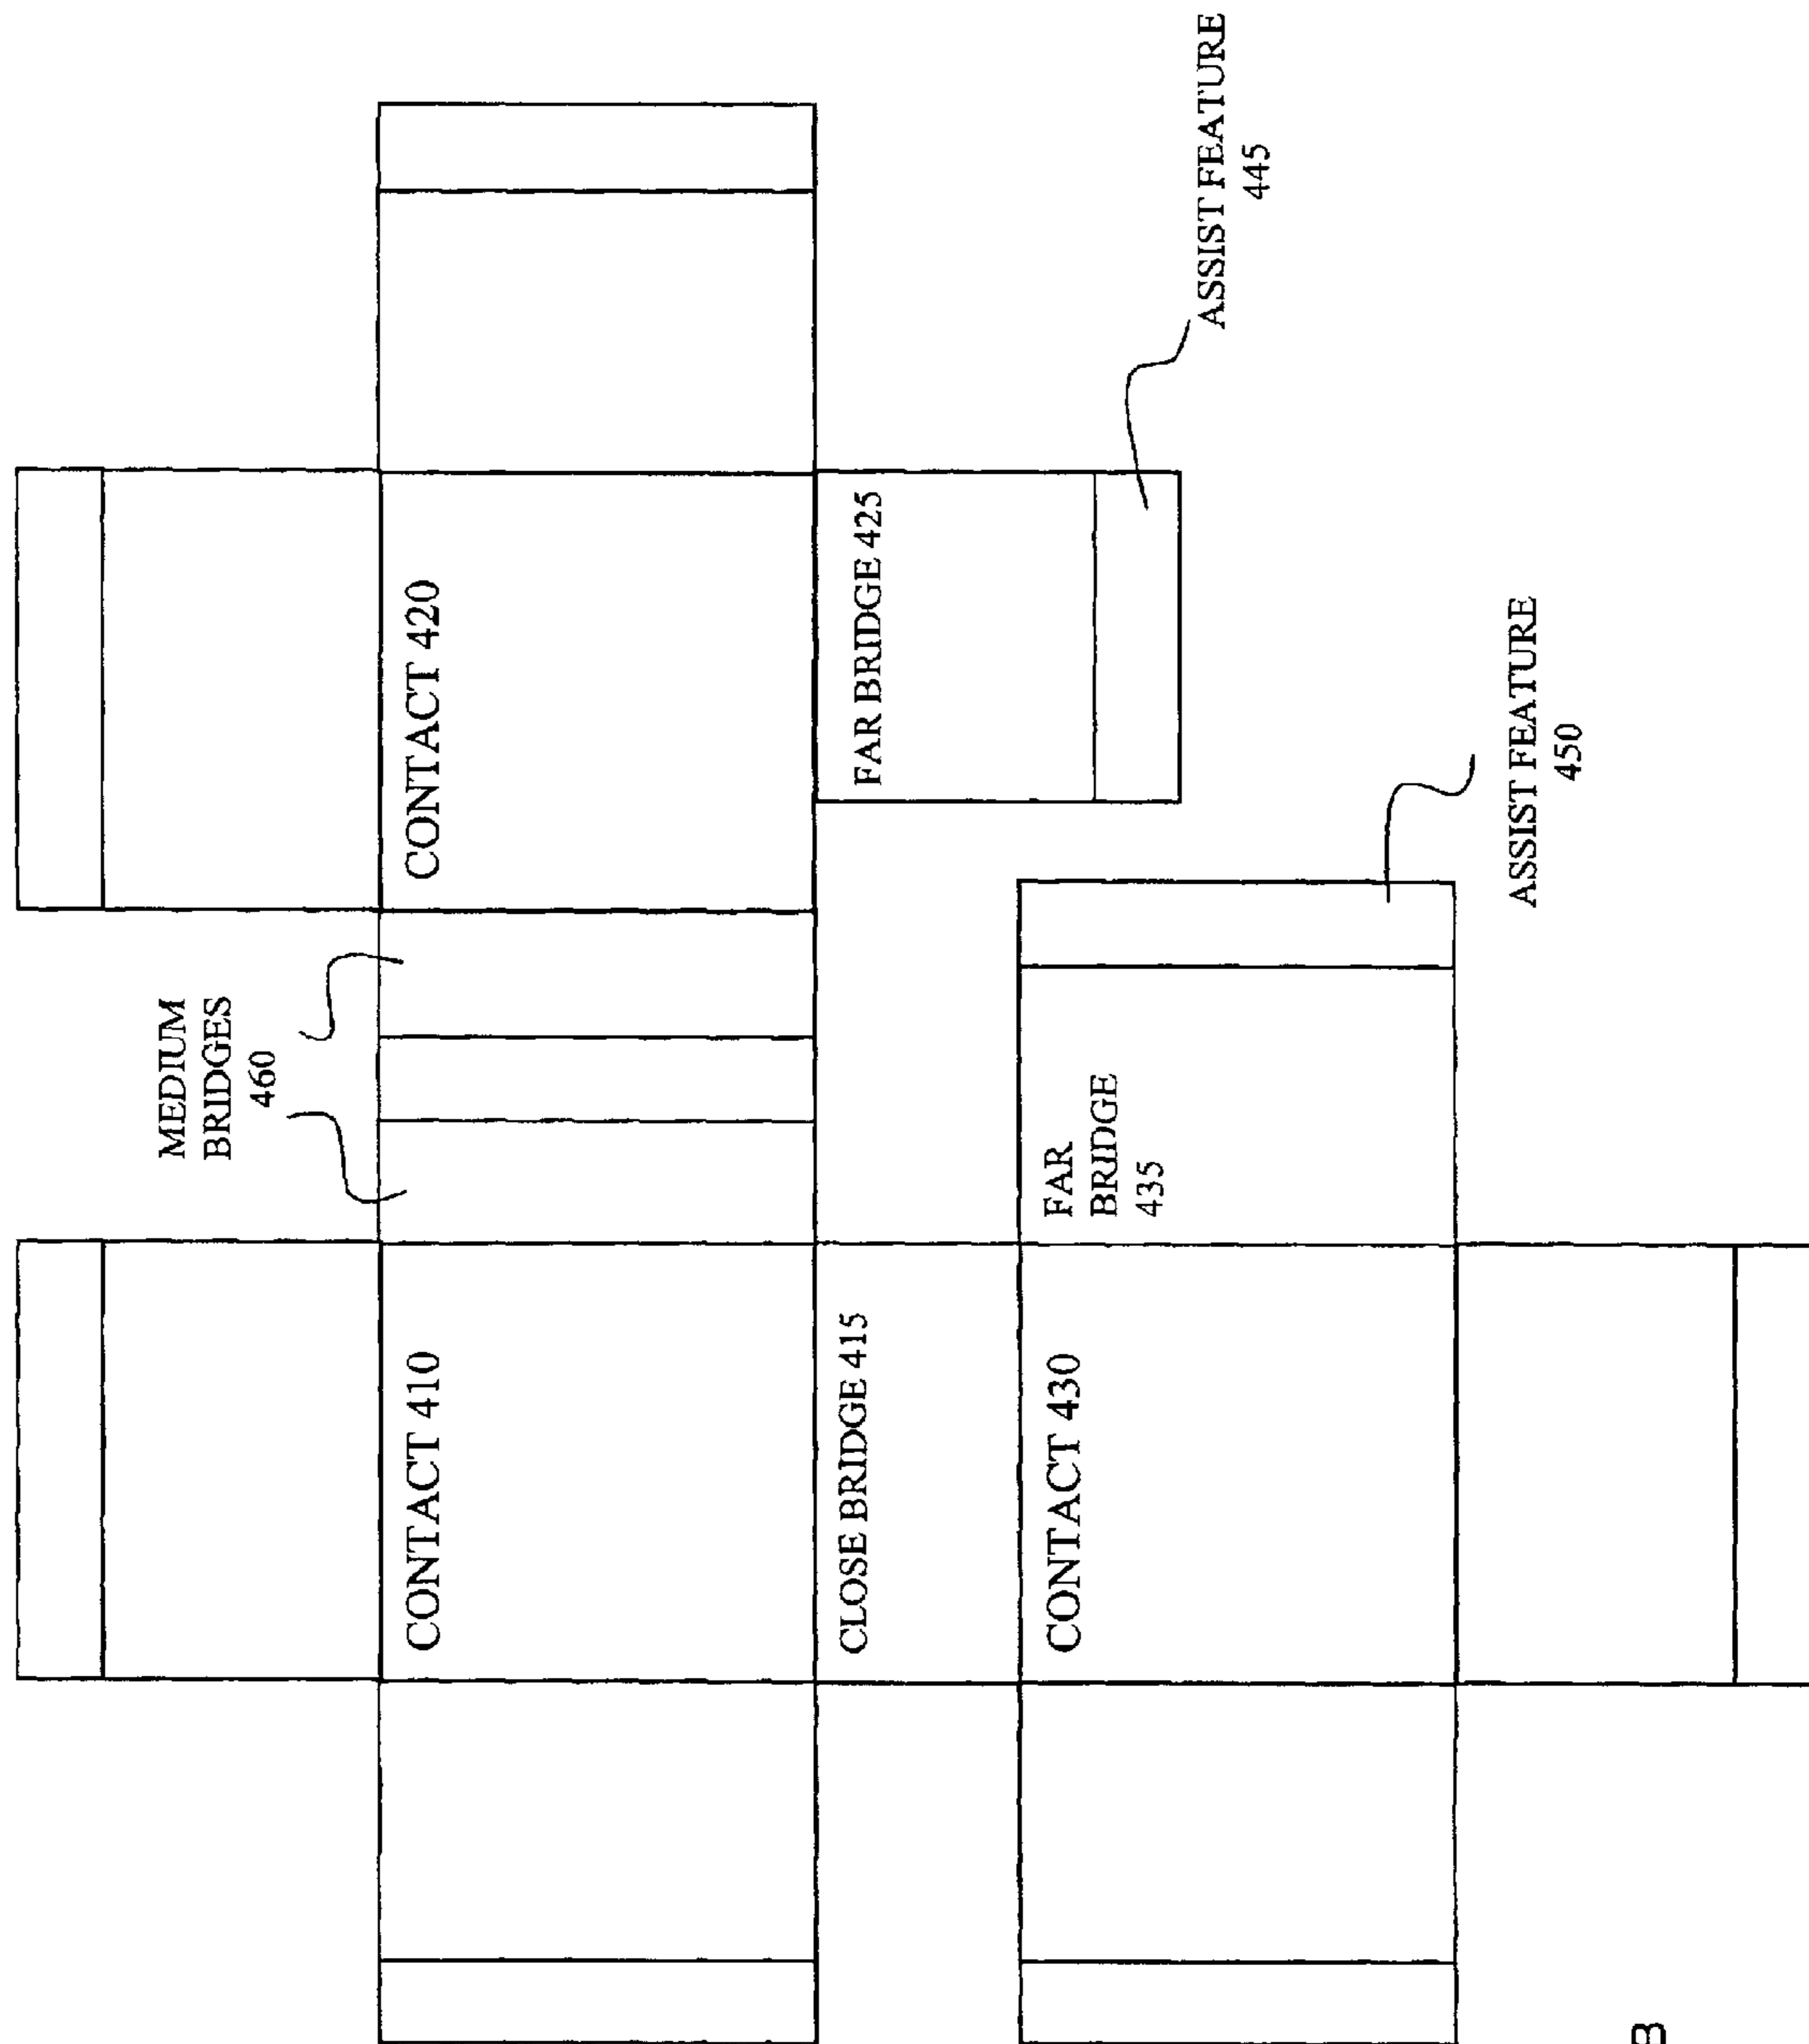 MEDIUM
BRIDGES
460
CONTACT 410
CONTACT 420
CLOSE BRIDGE 415
FAR BRIDGE 425
CONTACT 430
FAR
BRIDGE
435
ASSIST FEATURE
445
ASSIST FEATURE
450
B